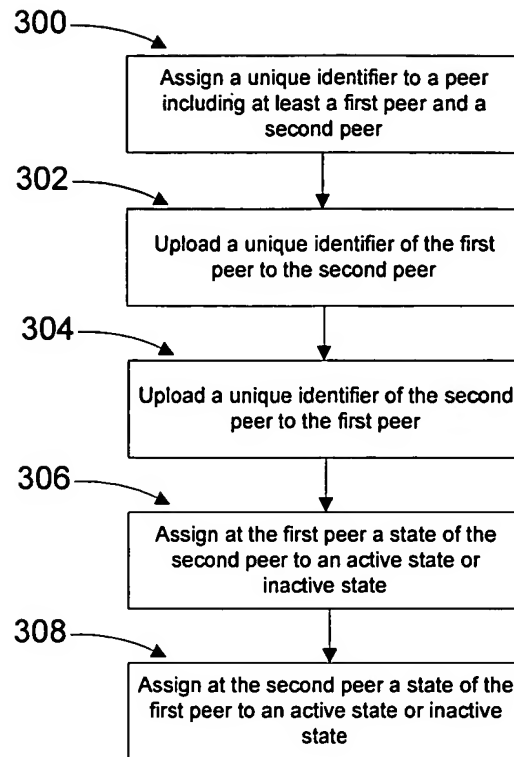 300
Assign a unique identifier to a peer
including at least a first peer and a
second peer
302
Upload a unique identifier of the first
peer to the second peer
304
Upload a unique identifier of the second
peer to the first peer
306
Assign at the first peer a state of the
second peer to an active state or
inactive state
308
Assign at the second peer a state of the
first peer to an active state or inactive
state